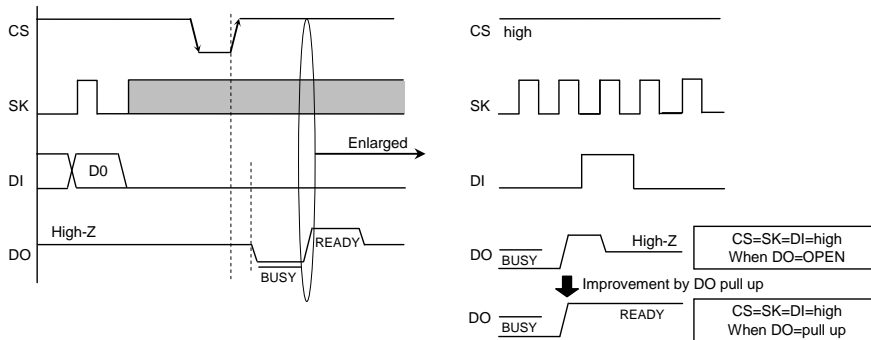 CS
SK
DI
D0
High-Z
DO
BUSY
READY
Enlarged
CS high
SK
DI
DO
BUSY
High-Z
CS=SK=DI=high
When DO=OPEN
Improvement by DO pull up
DO
BUSY
READY
CS=SK=DI=high
When DO=pull up